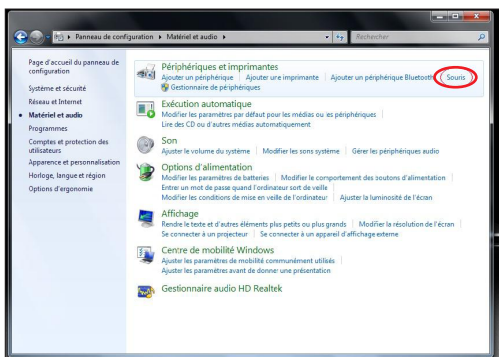 Panneau de configuration ▸ Matériel et audio ▸
Rechercher
Page d'accueil du panneau de
configuration
Système et sécurité
Réseau et Internet
Matériel et audio
Programmes
Comptes et protection des
utilisateurs
Apparence et personnalisation
Horloge, langue et région
Options d'ergonomie
Périphériques et imprimantes
Ajouter un périphérique | Ajouter une imprimante | Ajouter un périphérique Bluetooth | Souris
Gestionnaire de périphériques
Exécution automatique
Modifier les paramètres par défaut pour les médias ou les périphériques
Lire des CD ou d'autres médias automatiquement
Son
Ajuster le volume du système | Modifier les sons système | Gérer les périphériques audio
Options d'alimentation
Modifier les paramètres de batteries | Modifier le comportement des boutons d'alimentation
Entrer un mot de passe quand l'ordinateur sort de veille
Modifier les conditions de mise en veille de l'ordinateur | Ajuster la luminosité de l'écran
Affichage
Rendre le texte et d'autres éléments plus petits ou plus grands | Modifier la résolution de l'écran
Se connecter à un projecteur | Se connecter à un appareil d'affichage externe
Centre de mobilité Windows
Ajuster les paramètres de mobilité communément utilisés
Ajuster les paramètres avant de donner une présentation
Gestionnaire audio HD Realtek